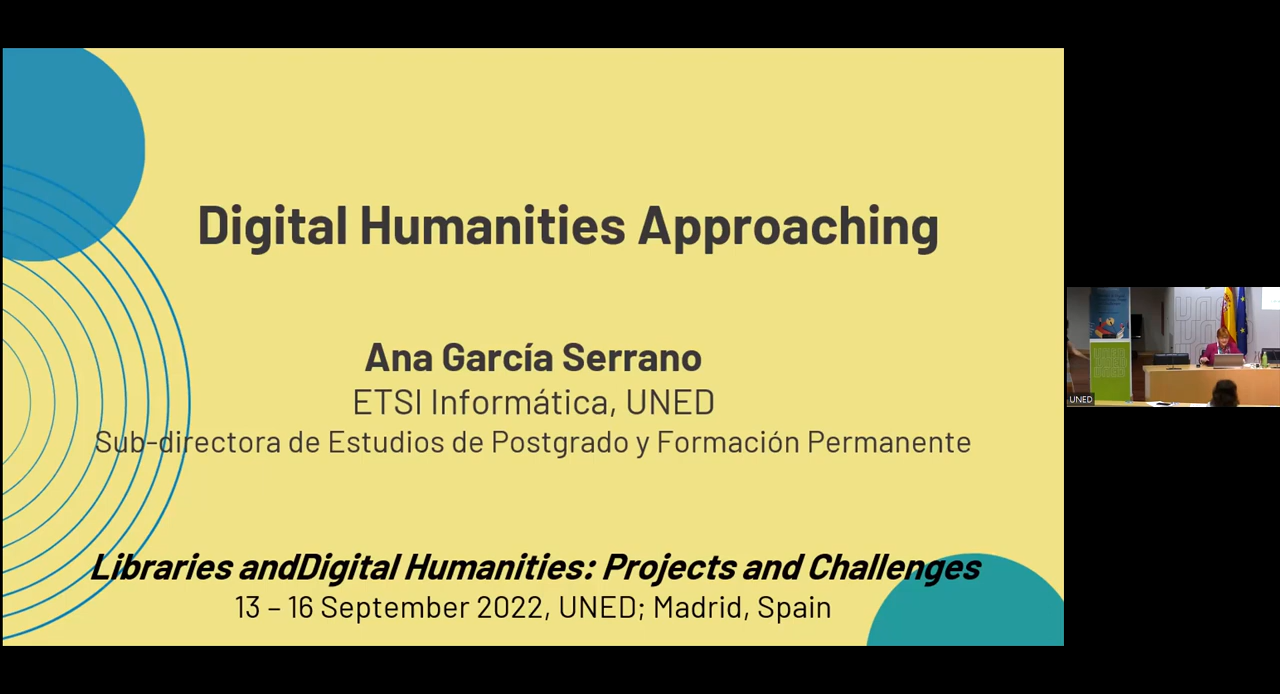 Digital Humanities Approaching
Ana García Serrano
ETSI Informática, UNED
Sub-directora de Estudios de Postgrado y Formación Permanente
Libraries andDigital Humanities: Projects and Challenges
13 – 16 September 2022, UNED; Madrid, Spain
UNED